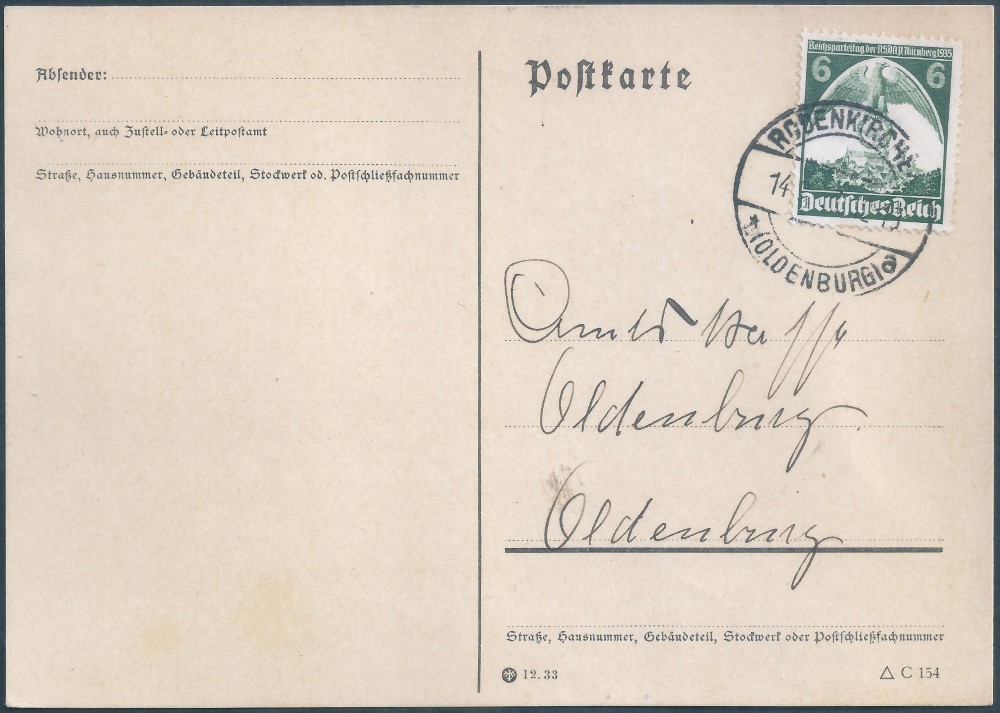 Absender:
Wohnort, auch Zustell- oder Leitpostamt
Straße, Hausnummer, Gebäudeteil, Stockwerk od. Postschließfachnummer
Postkarte
Reichsparteitag der NSDAP Nürnberg 1935
6 6
Deutsches Reich
RODENKIRCHEN
14
(OLDENBURG) a
Oldenburg
Oldenburg
Straße, Hausnummer, Gebäudeteil, Stockwerk oder Postschließfachnummer
12.33
△ C 154